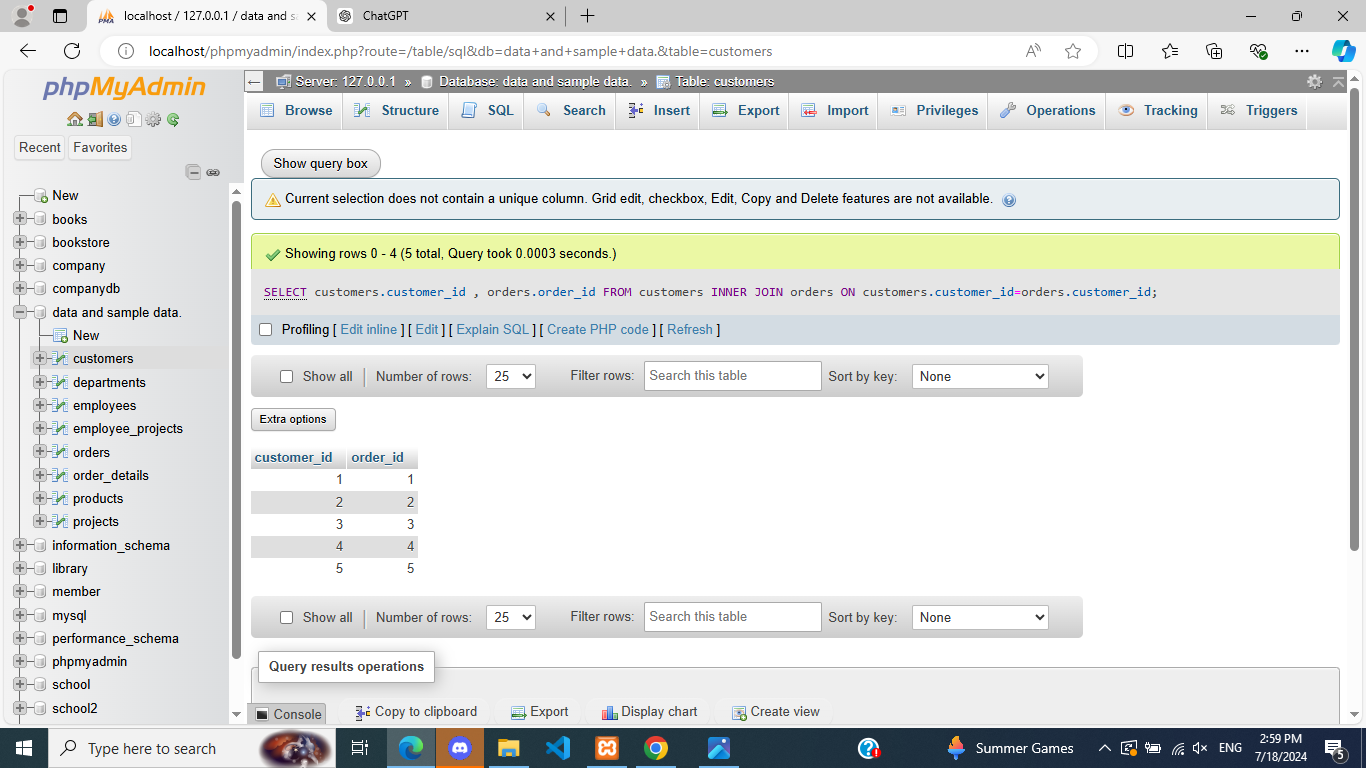 localhost / 127.0.0.1 / data and sa
ChatGPT
localhost/phpmyadmin/index.php?route=/table/sql&db=data+and+sample+data.&table=customers
phpMyAdmin
Recent Favorites
New
books
bookstore
company
companydb
data and sample data.
New
customers
departments
employees
employee_projects
orders
order_details
products
projects
information_schema
library
member
mysql
performance_schema
phpmyadmin
school
school2
Server: 127.0.0.1 » Database: data and sample data. » Table: customers
Browse Structure SQL Search Insert Export Import Privileges Operations Tracking Triggers
Show query box
Current selection does not contain a unique column. Grid edit, checkbox, Edit, Copy and Delete features are not available.
Showing rows 0 - 4 (5 total, Query took 0.0003 seconds.)
SELECT customers.customer_id , orders.order_id FROM customers INNER JOIN orders ON customers.customer_id=orders.customer_id;
Profiling [ Edit inline ] [ Edit ] [ Explain SQL ] [ Create PHP code ] [ Refresh ]
Show all Number of rows: 25 Filter rows: Search this table Sort by key: None
Extra options
customer_id order_id
1 1
2 2
3 3
4 4
5 5
Show all Number of rows: 25 Filter rows: Search this table Sort by key: None
Query results operations
Console Copy to clipboard Export Display chart Create view
Type here to search
Summer Games
ENG
2:59 PM
7/18/2024
5